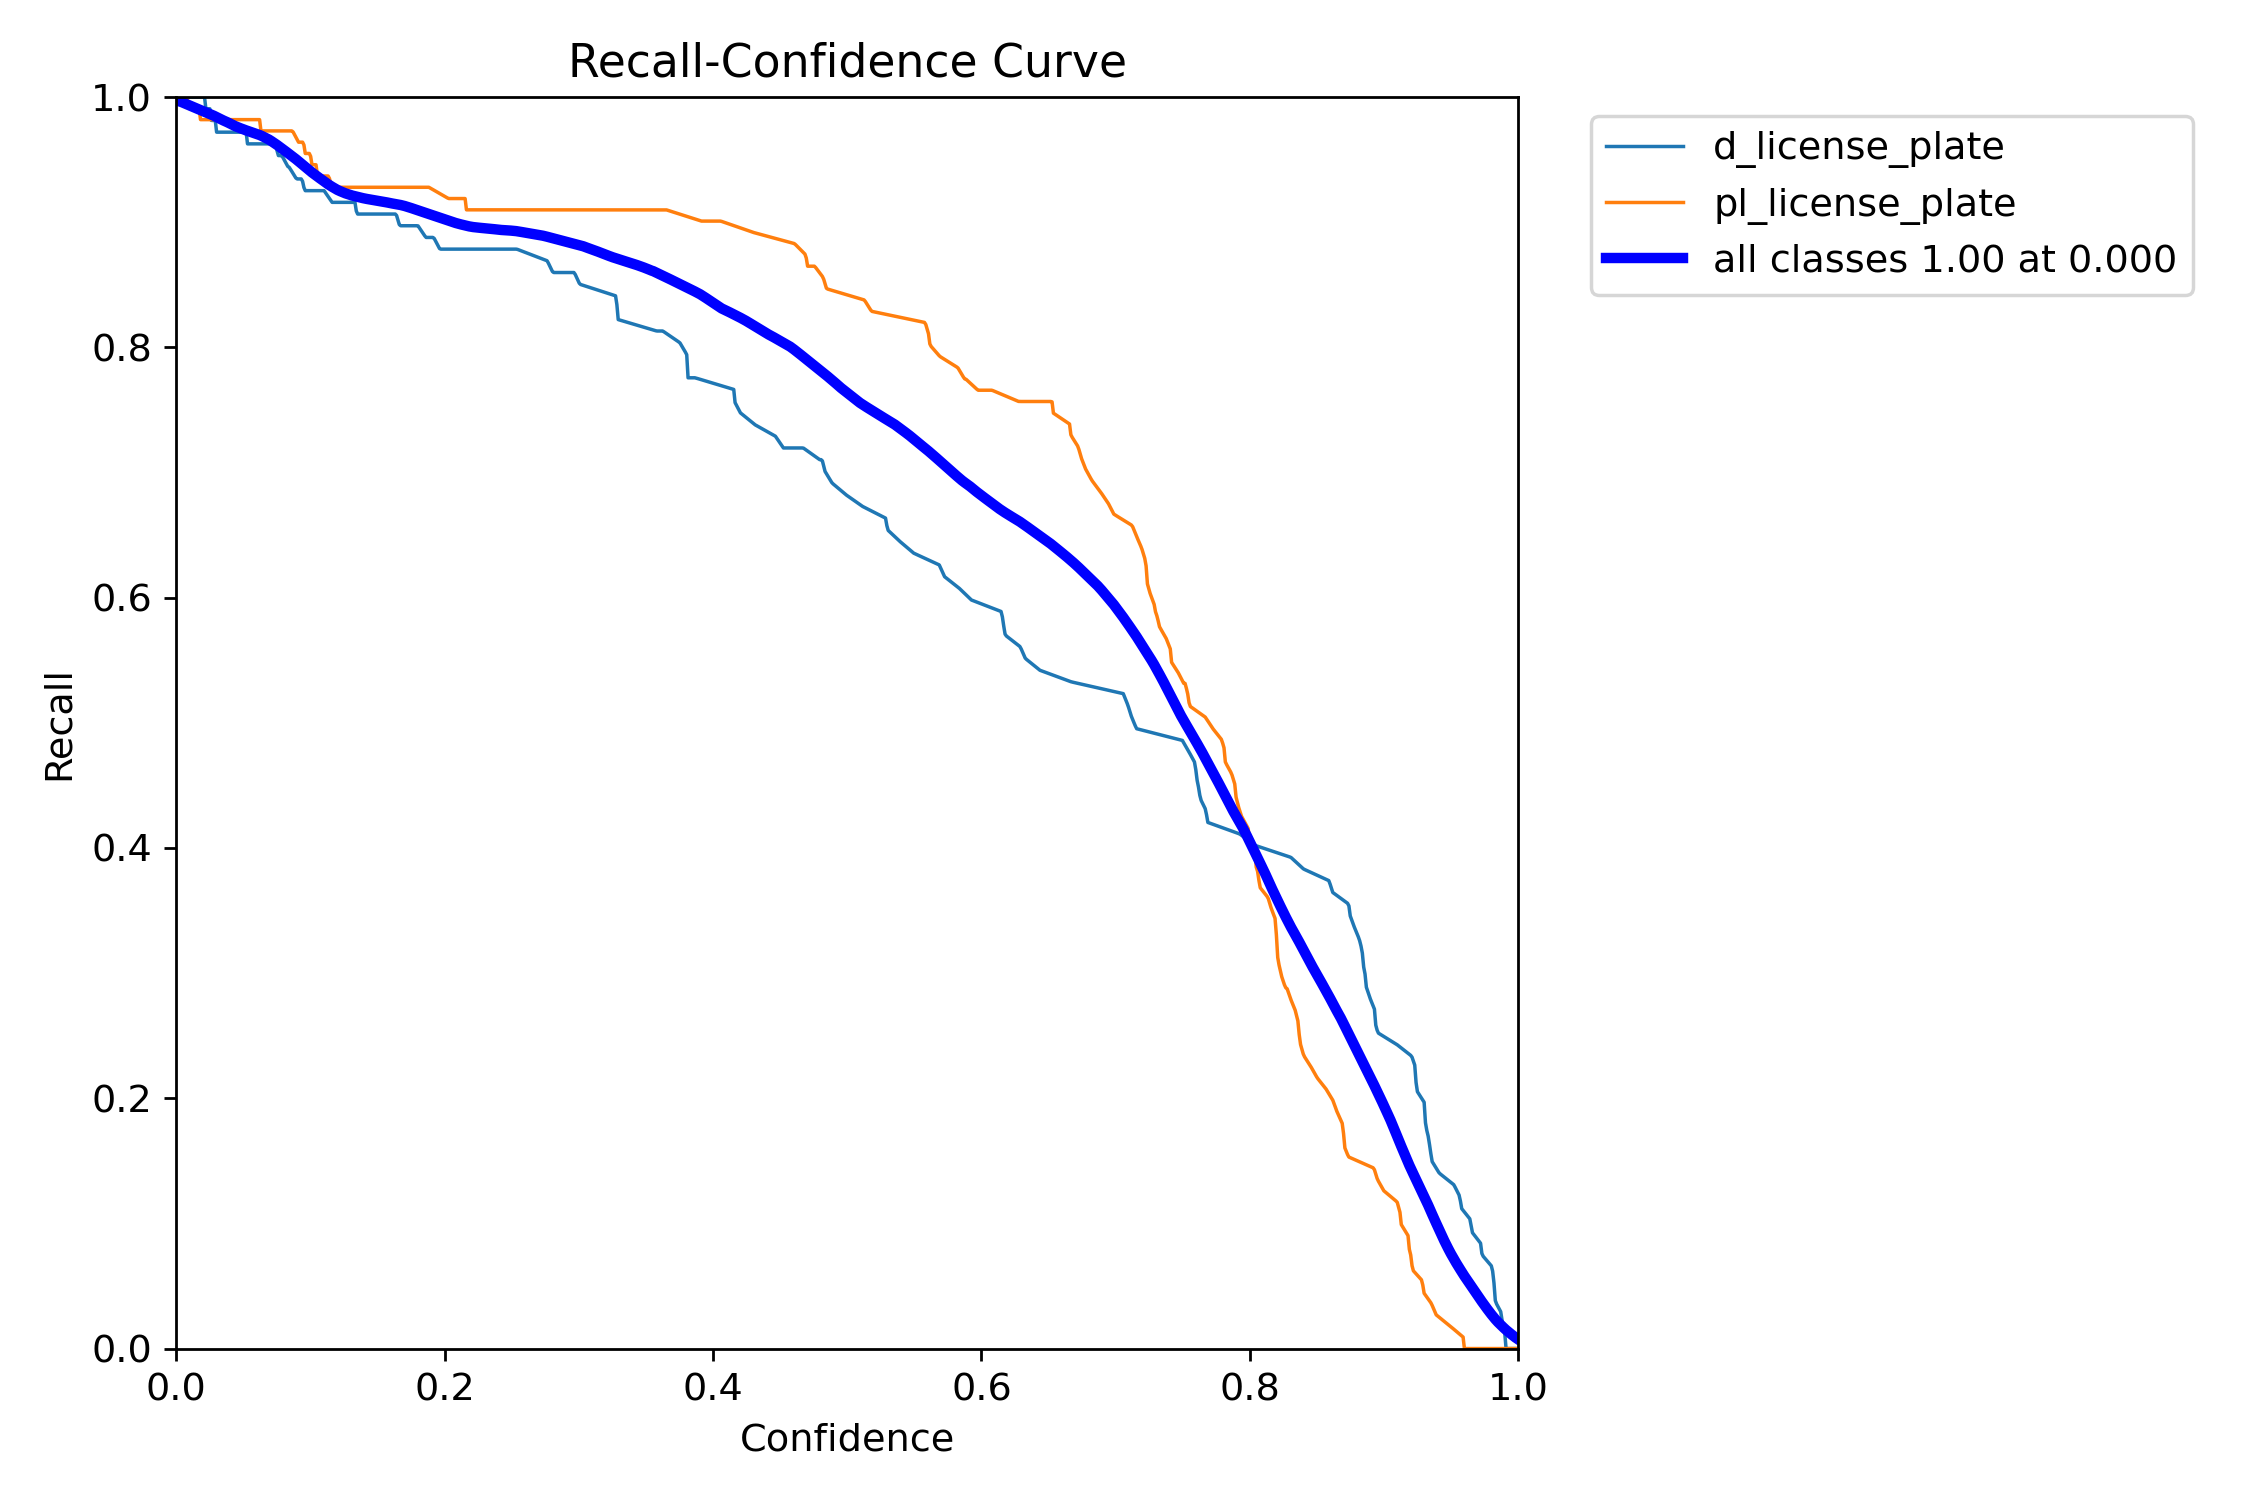 Recall-Confidence Curve
d_license_plate
pl_license_plate
all classes 1.00 at 0.000
1.0
0.8
0.6
0.4
0.2
0.0
Recall
0.0 0.2 0.4 0.6 0.8 1.0
Confidence